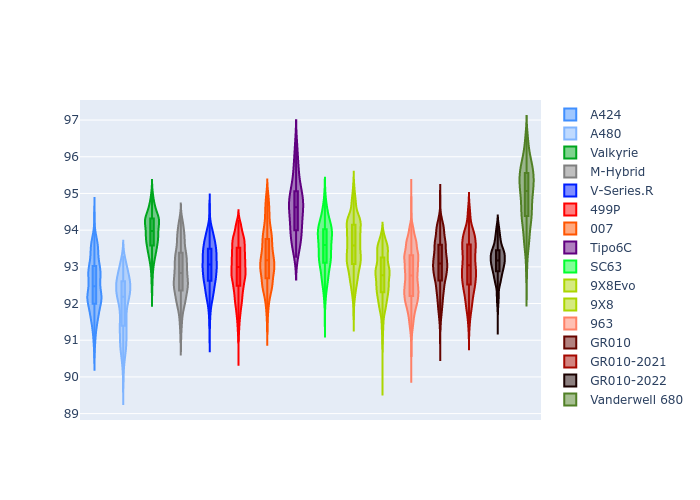 97
96
95
94
93
92
91
90
89
A424
A480
Valkyrie
M-Hybrid
V-Series.R
499P
007
Tipo6C
SC63
9X8Evo
9X8
963
GR010
GR010-2021
GR010-2022
Vanderwell 680